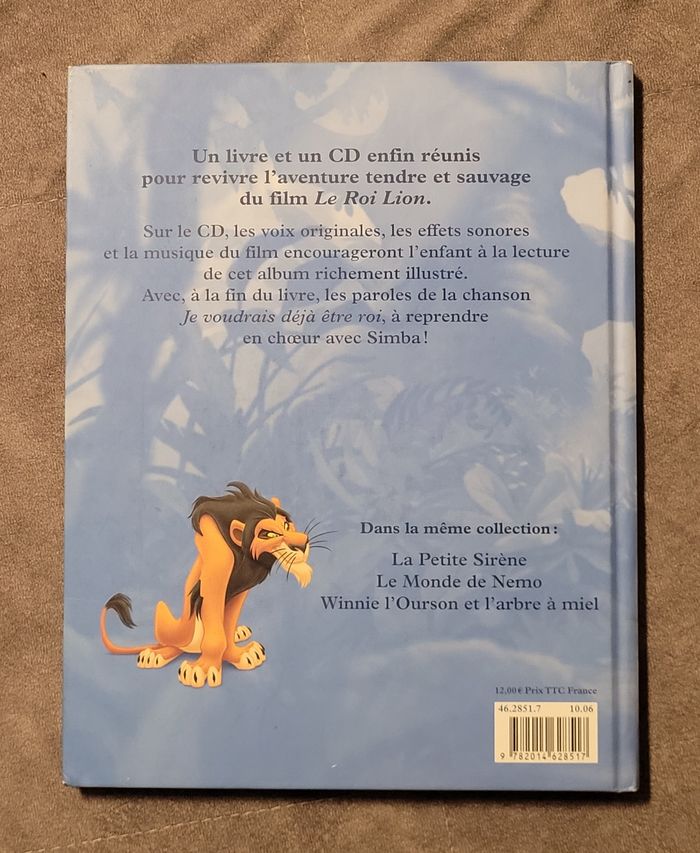 Un livre et un CD enfin réunis
pour revivre l'aventure tendre et sauvage
du film Le Roi Lion.
Sur le CD, les voix originales, les effets sonores
et la musique du film encourageront l'enfant à la lecture
de cet album richement illustré.
Avec, à la fin du livre, les paroles de la chanson
Je voudrais déjà être roi, à reprendre
en chœur avec Simba !
Dans la même collection :
La Petite Sirène
Le Monde de Nemo
Winnie l'Ourson et l'arbre à miel
12,00 € Prix TTC France
46.2851.7 10.06
9 782014 628517